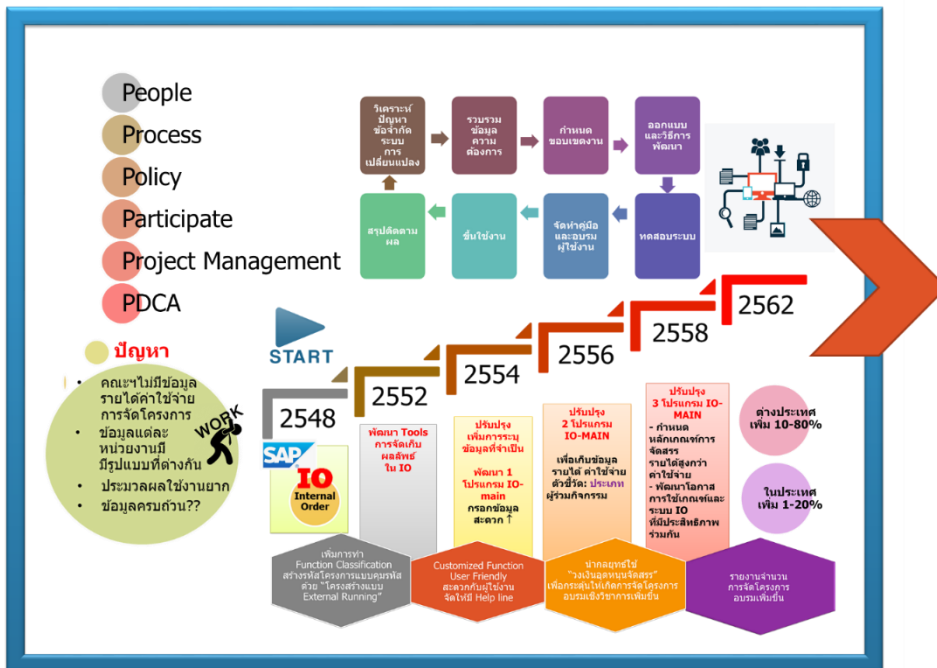 People
Process
Policy
Participate
Project Management
PDCA
วิเคราะห์
ปัญหา
ข้อจำกัด
ระบบ
การ
เปลี่ยนแปลง
รวบรวม
ข้อมูล
ความ
ต้องการ
กำหนด
ขอบเขตงาน
ออกแบบ
และวิธีการ
พัฒนา
สรุปติดตาม
ผล
ขึ้นใช้งาน
จัดทำคู่มือ
และอบรม
ผู้ใช้งาน
ทดสอบระบบ
START
2548
2552
2554
2556
2558
2562
ปัญหา
• คณะฯไม่มีข้อมูล
รายได้ค่าใช้จ่าย
การจัดโครงการ
• ข้อมูลแต่ละ
หน่วยงานมี
มีรูปแบบที่ต่างกัน
• ประมวลผลใช้งานยาก
• ข้อมูลครบถ้วน??
WORK
SAP
IO
Internal
Order
พัฒนา Tools
การจัดเก็บ
ผลลัพธ์
ใน IO
ปรับปรุง
เพิ่มการระบุ
ข้อมูลที่จำเป็น
พัฒนา 1
โปรแกรม IO-
main
กรอกข้อมูล
สะดวก ↑
ปรับปรุง
2 โปรแกรม
IO-MAIN
เพื่อเก็บข้อมูล
รายได้ ค่าใช้จ่าย
ตัวชี้วัด: ประเภท
ผู้ร่วมกิจกรรม
ปรับปรุง
3 โปรแกรม IO-
MAIN
- กำหนด
หลักเกณฑ์การ
จัดสรร
รายได้สูงกว่า
ค่าใช้จ่าย
- พัฒนาโอกาส
การใช้เกณฑ์และ
ระบบ IO
ที่มีประสิทธิภาพ
ร่วมกัน
ต่างประเทศ
เพิ่ม 10-80%
ในประเทศ
เพิ่ม 1-20%
เพิ่มการทำ
Function Classification
สร้างรหัสโครงการแบบคุมรหัส
ด้วย "โครงสร้างแบบ
External Running"
Customized Function
User Friendly
สะดวกกับผู้ใช้งาน
จัดให้มี Help line
นำกลยุทธ์ใช้
"วงเงินอุดหนุนจัดสรร"
เพื่อกระตุ้นให้เกิดการจัดโครงการ
อบรมเชิงวิชาการเพิ่มขึ้น
รายงานจำนวน
การจัดโครงการ
อบรมเพิ่มขึ้น